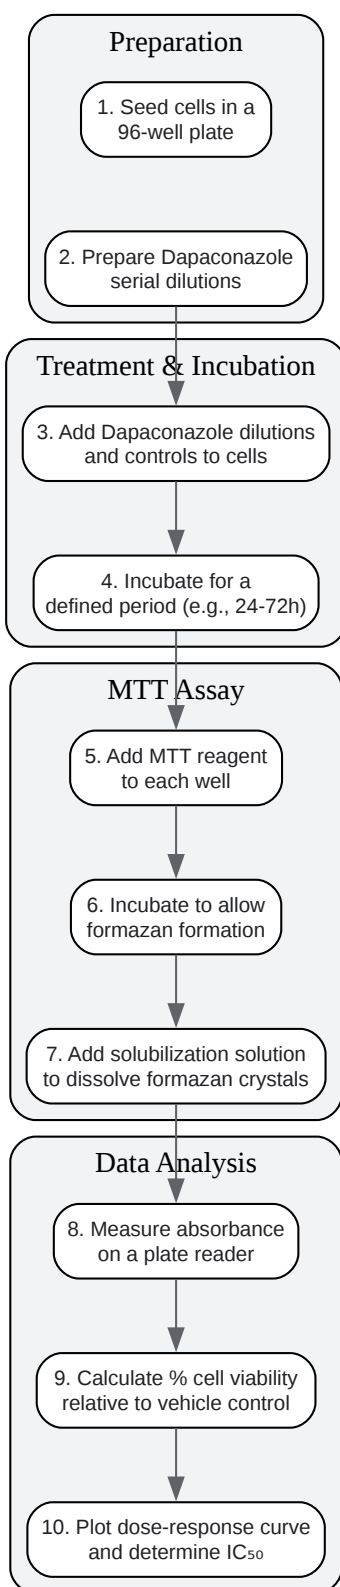 Preparation
1. Seed cells in a
96-well plate
2. Prepare Dapaconazole
serial dilutions
Treatment & Incubation
3. Add Dapaconazole dilutions
and controls to cells
4. Incubate for a
defined period (e.g., 24-72h)
MTT Assay
5. Add MTT reagent
to each well
6. Incubate to allow
formazan formation
7. Add solubilization solution
to dissolve formazan crystals
Data Analysis
8. Measure absorbance
on a plate reader
9. Calculate % cell viability
relative to vehicle control
10. Plot dose-response curve
and determine IC₅₀